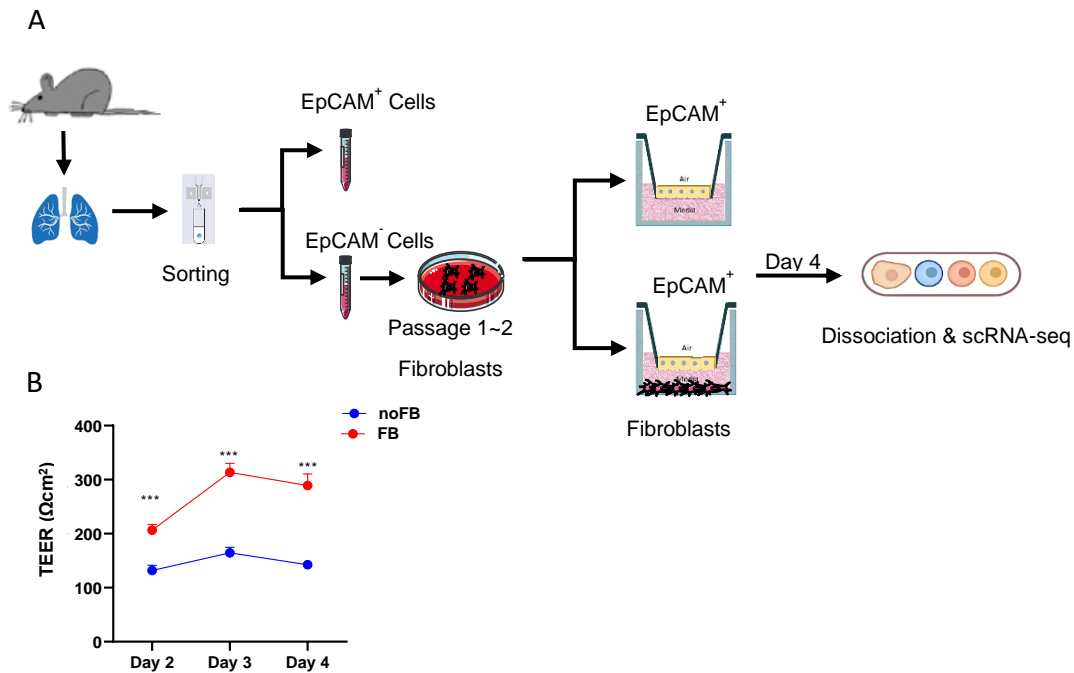 A
EpCAM+ Cells
EpCAM- Cells
Sorting
Passage 1~2
Fibroblasts
EpCAM+
Air
Media
EpCAM+
Air
Media
Fibroblasts
Day 4
Dissociation & scRNA-seq
B
noFB
FB
TEER (Ωcm²)
400
300
200
100
0
***
***
***
Day 2
Day 3
Day 4